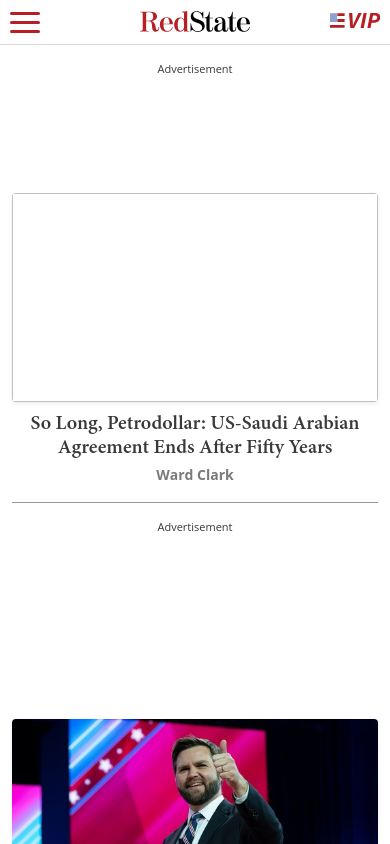 RedState
VIP
Advertisement
So Long, Petrodollar: US-Saudi Arabian
Agreement Ends After Fifty Years
Ward Clark
Advertisement